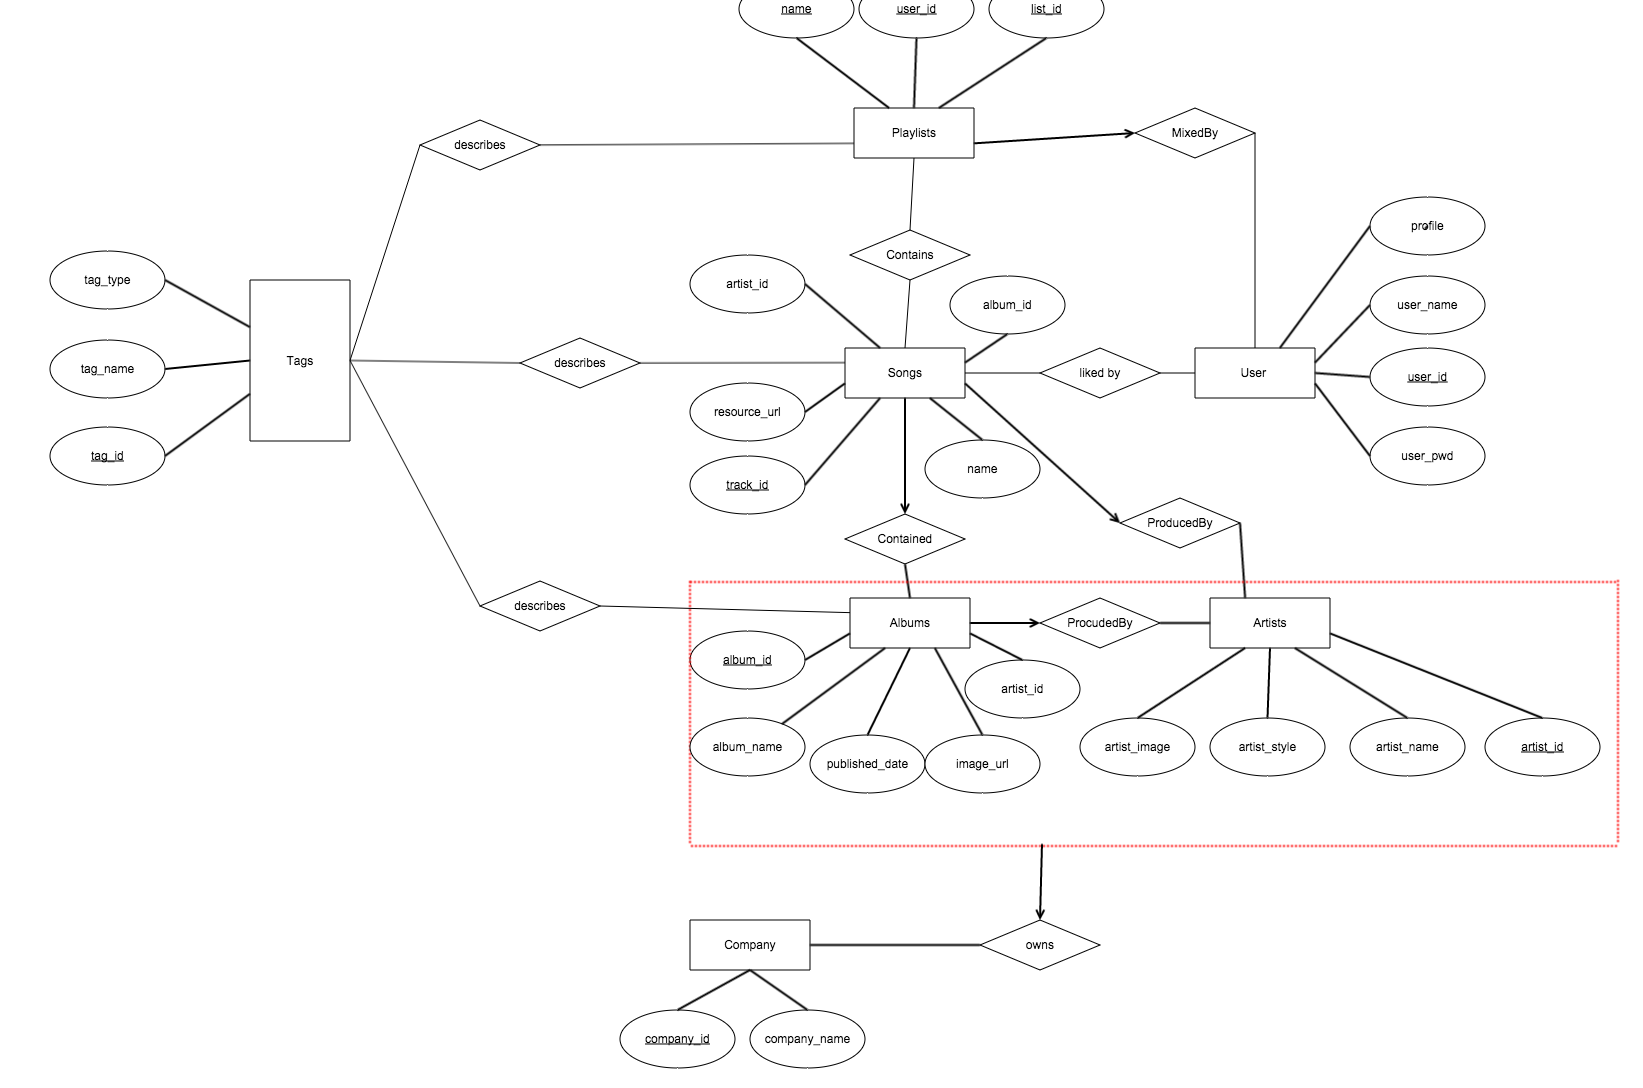 name
user_id
list_id
Playlists
MixedBy
describes
profile
Contains
tag_type
artist_id
album_id
user_name
Tags
describes
Songs
liked by
User
tag_name
user_id
resource_url
tag_id
name
user_pwd
track_id
ProducedBy
Contained
describes
Albums
ProcudedBy
Artists
album_id
artist_id
album_name
published_date
image_url
artist_image
artist_style
artist_name
artist_id
Company
owns
company_id
company_name